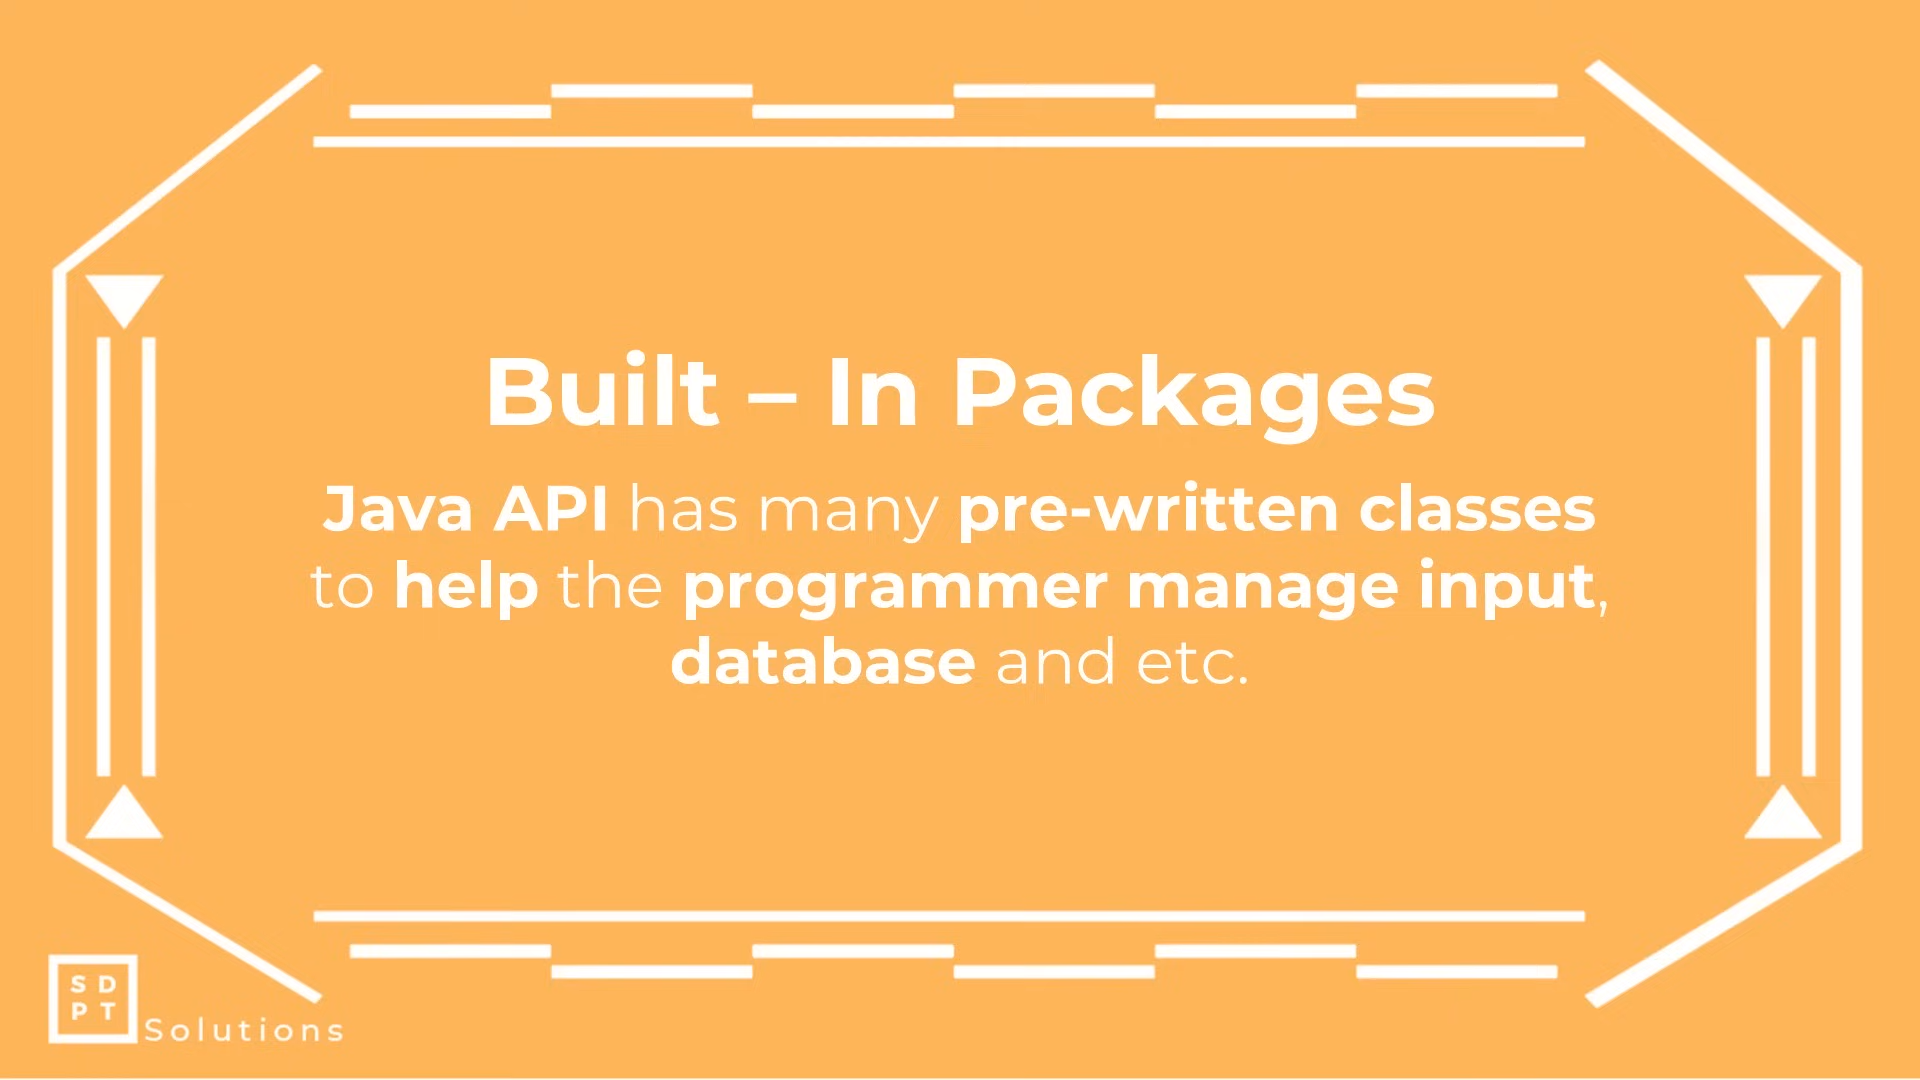 Built – In Packages
Java API has many pre-written classes
to help the programmer manage input,
database and etc.
S D
P T
Solutions